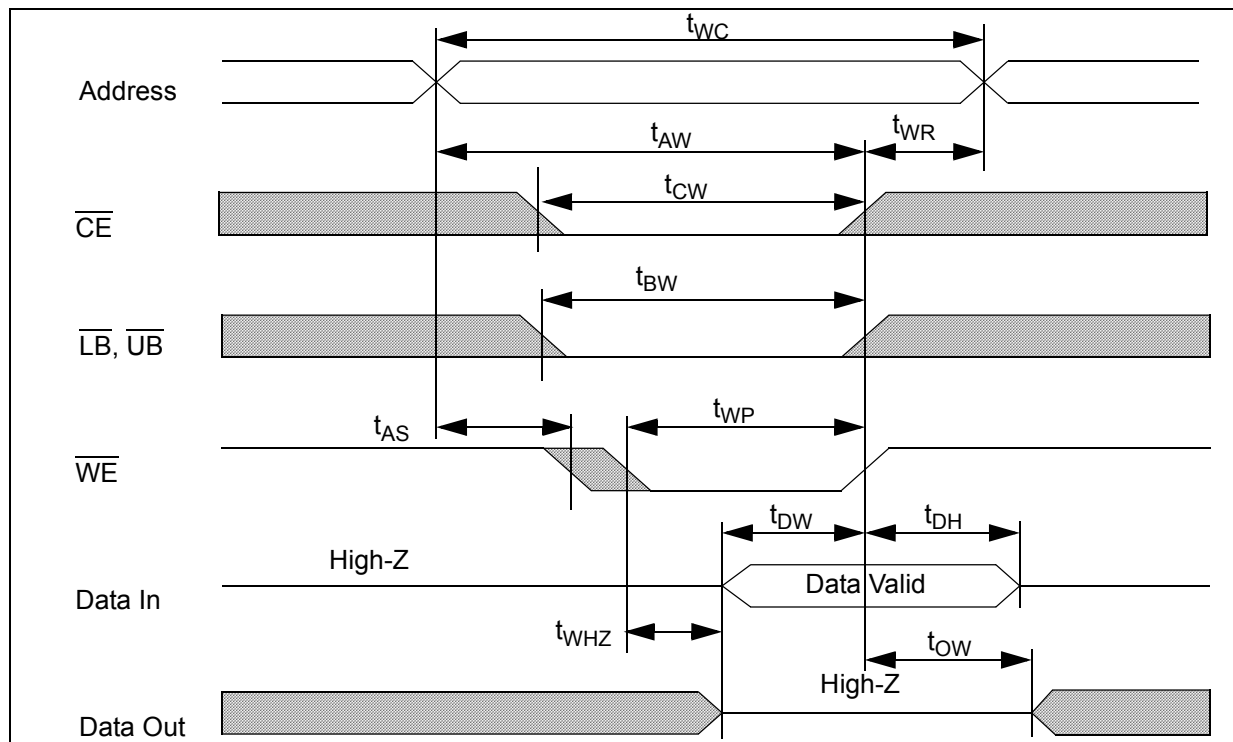 tWC
Address
tAW
tWR
tCW
CE
tBW
LB, UB
tAS
tWP
WE
tDW
tDH
High-Z
Data Valid
Data In
tWHZ
tOW
High-Z
Data Out